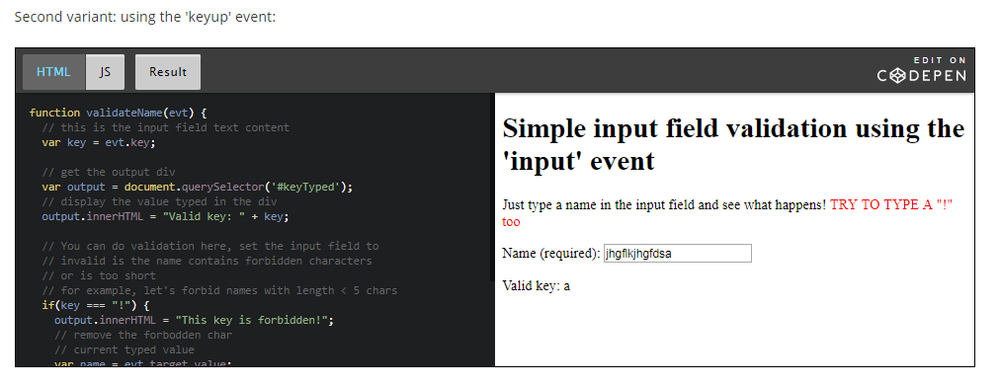 Second variant: using the 'keyup' event:
HTML
JS
Result
EDIT ON
CODEPEN
function validateName(evt) {
// this is the input field text content
var key = evt.key;
// get the output div
var output = document.querySelector('#keyTyped');
// display the value typed in the div
output.innerHTML = "Valid key: " + key;
// You can do validation here, set the input field to
// invalid is the name contains forbidden characters
// or is too short
// for example, let's forbid names with length < 5 chars
if(key === "!") {
output.innerHTML = "This key is forbidden!";
// remove the forbodden char
// current typed value
var name = evt.target.value;
Simple input field validation using the
'input' event
Just type a name in the input field and see what happens! TRY TO TYPE A "!"
too
Name (required): jhgflkjhgfdsa
Valid key: a